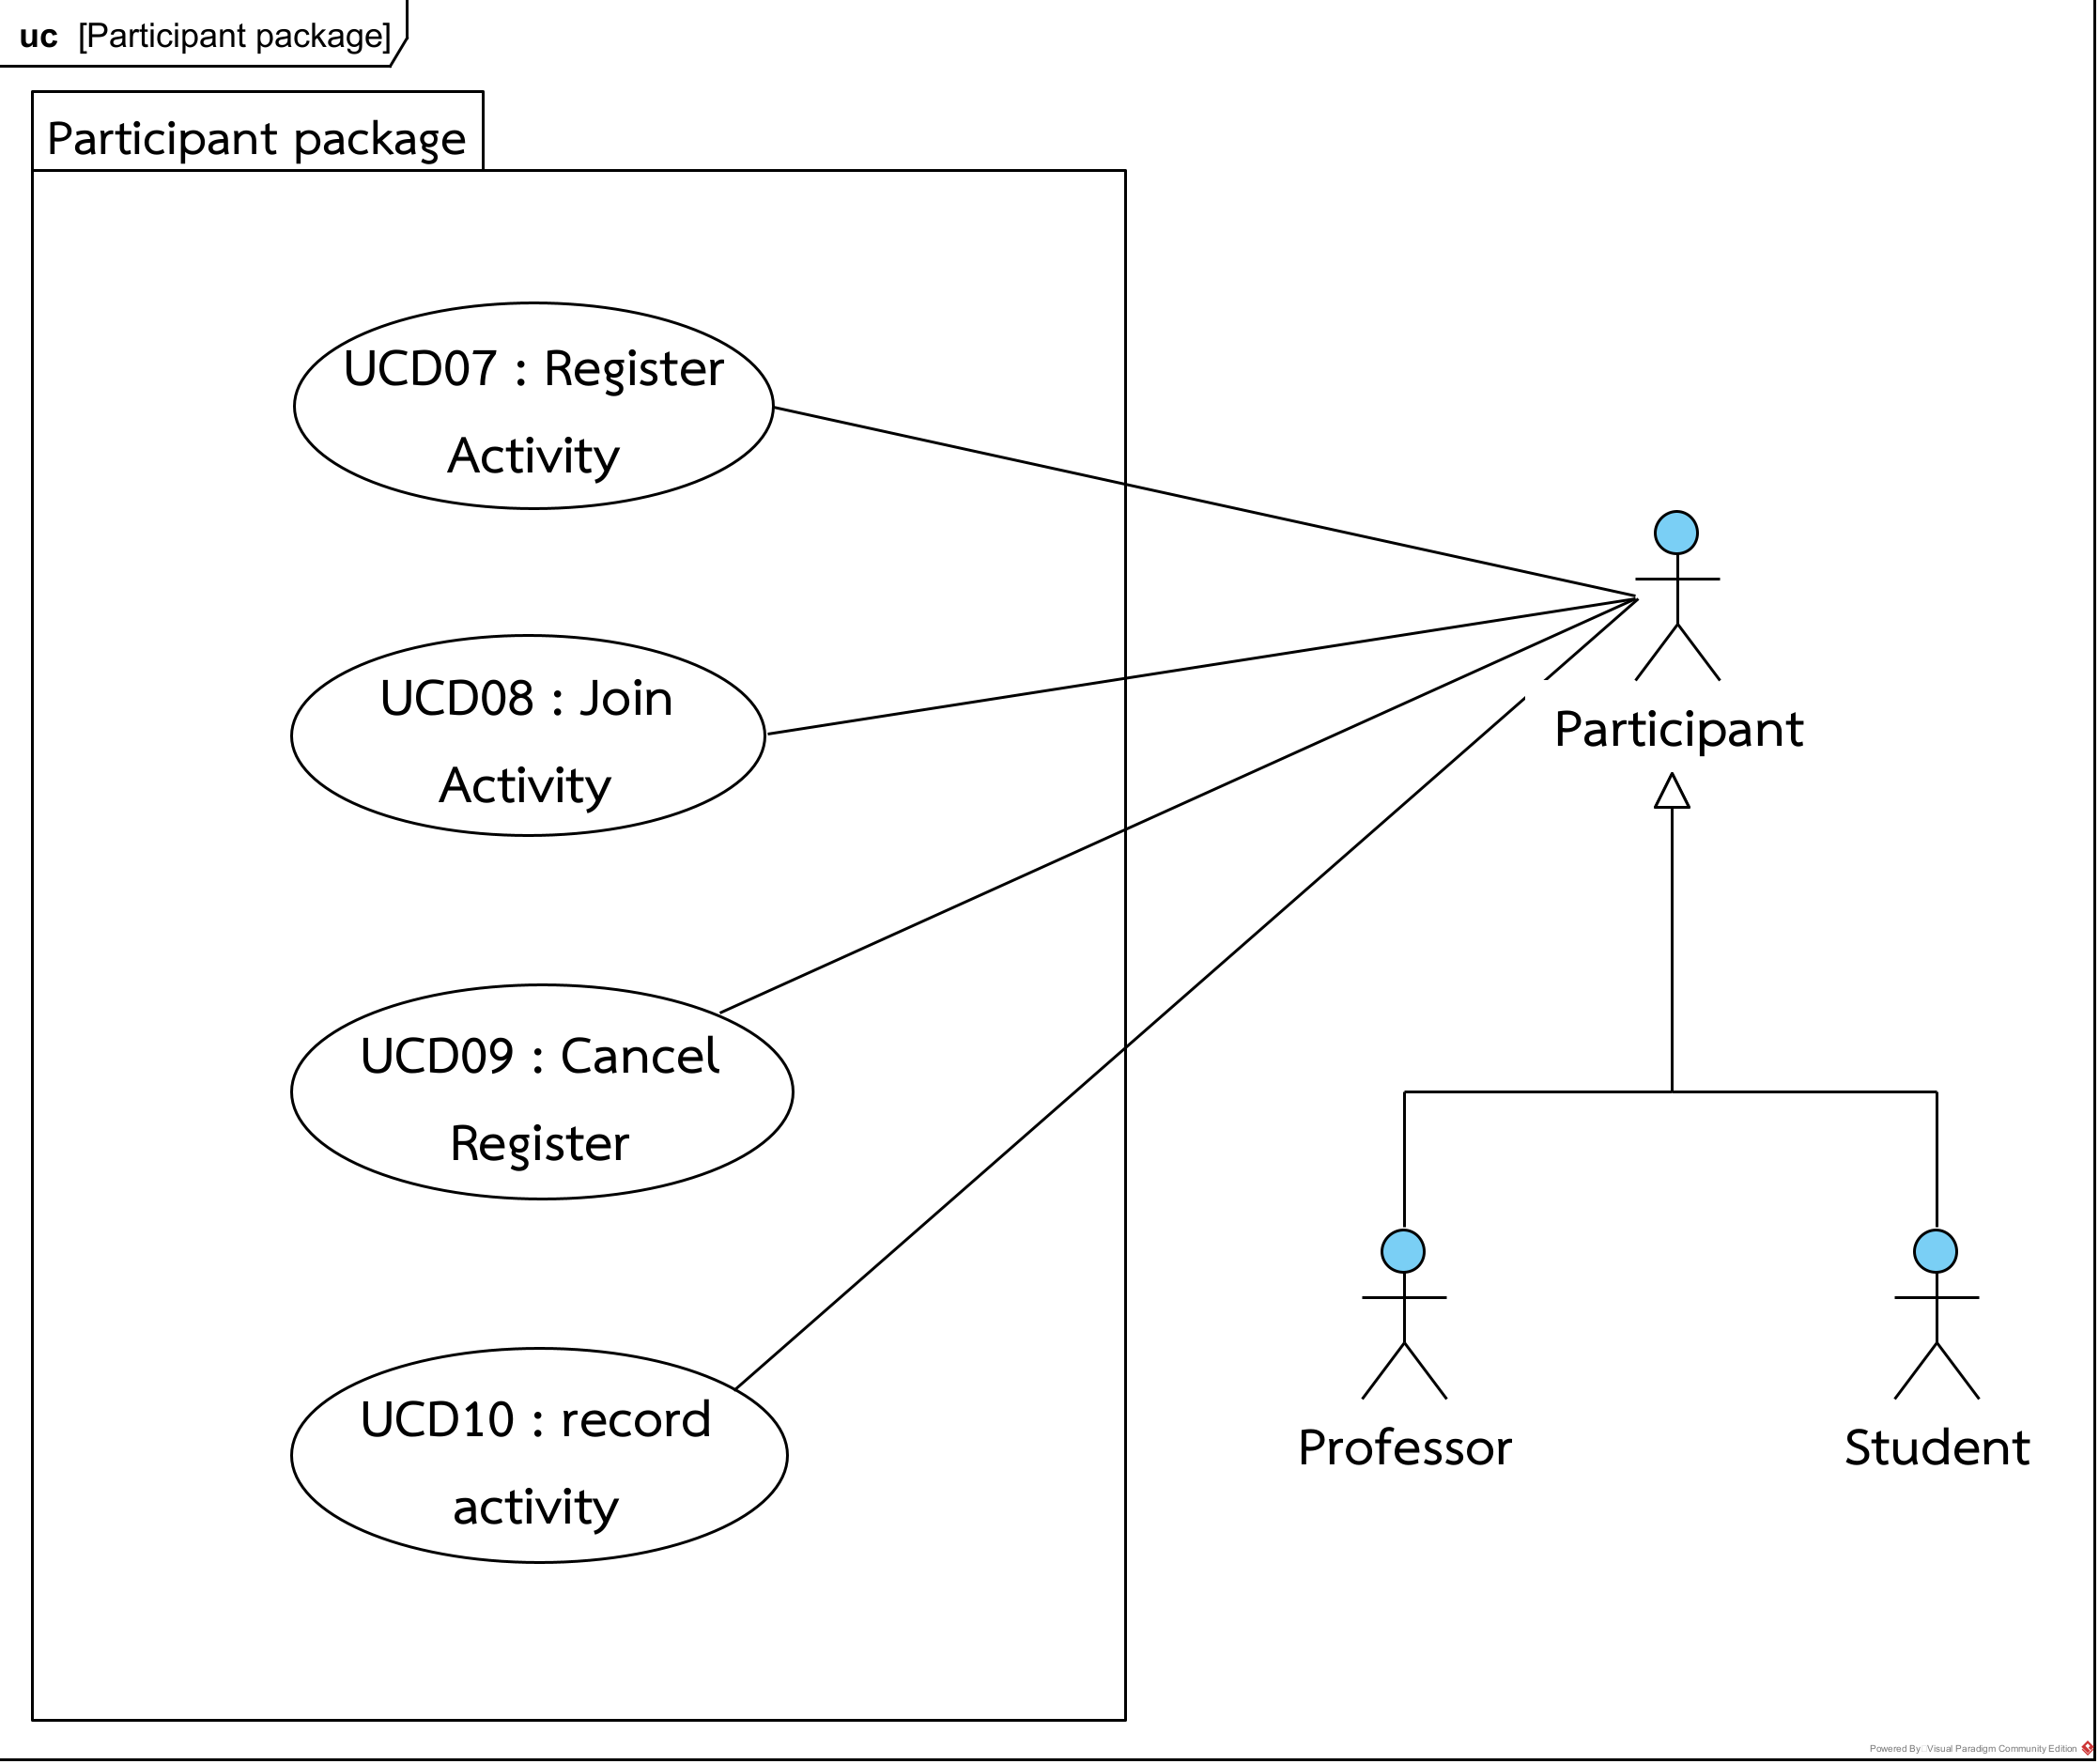 uc [Participant package]
Participant package
UCD07 : Register
Activity
UCD08 : Join
Activity
Participant
UCD09 : Cancel
Register
UCD10 : record
activity
Professor
Student
Powered By Visual Paradigm Community Edition